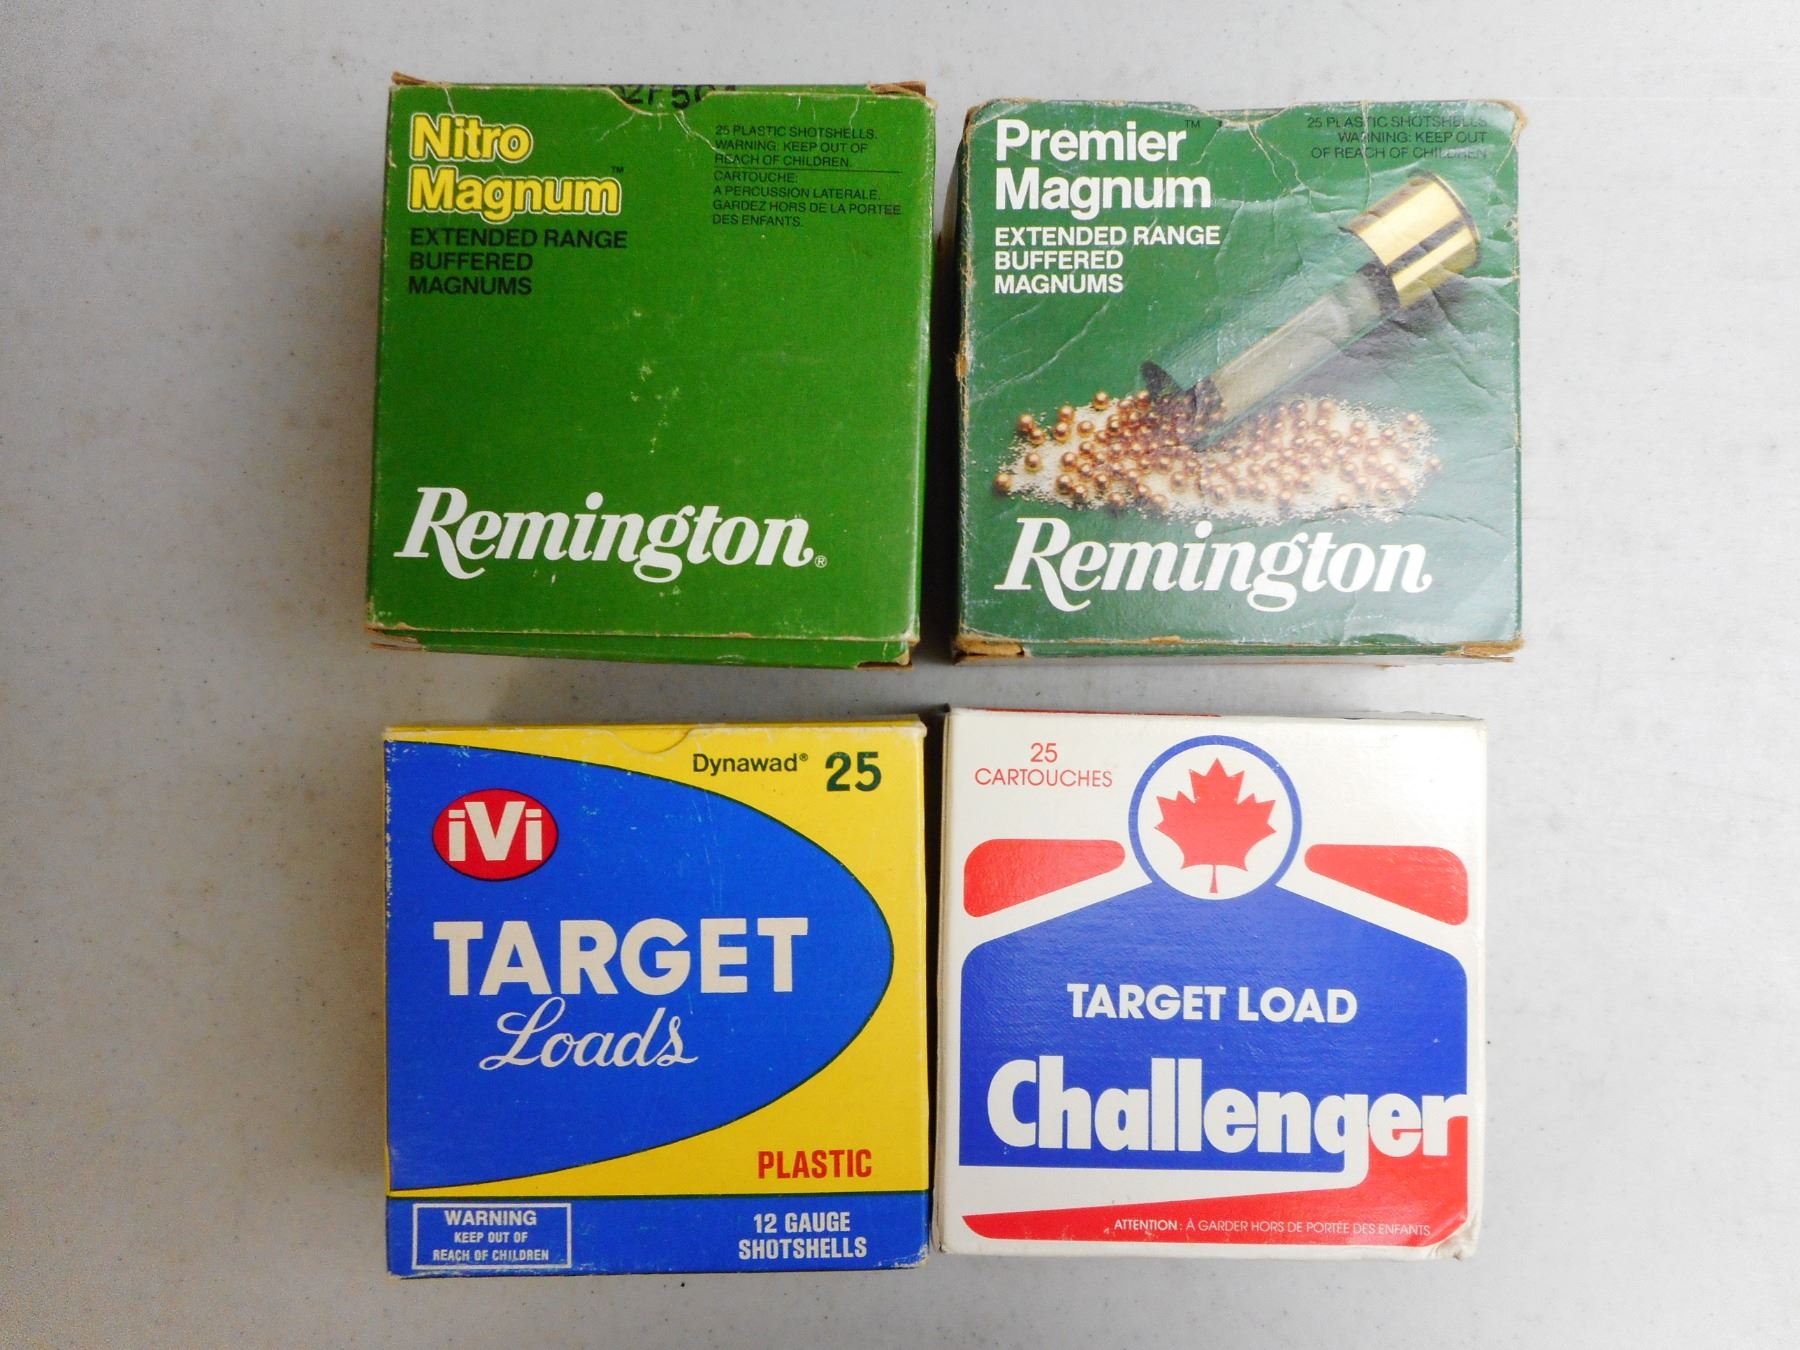 Nitro
Magnum™
EXTENDED RANGE
BUFFERED
MAGNUMS
25 PLASTIC SHOTSHELLS.
WARNING: KEEP OUT OF
REACH OF CHILDREN.
CARTOUCHE:
A PERCUSSION LATERALE.
GARDEZ HORS DE LA PORTEE
DES ENFANTS.
Remington®
Premier™
Magnum
EXTENDED RANGE
BUFFERED
MAGNUMS
25 PLASTIC SHOTSHELLS
WARNING: KEEP OUT
OF REACH OF CHILDREN
Remington
Dynawad® 25
iVi
TARGET
Loads
PLASTIC
WARNING
KEEP OUT OF
REACH OF CHILDREN
12 GAUGE
SHOTSHELLS
25
CARTOUCHES
TARGET LOAD
Challenger
ATTENTION : À GARDER HORS DE PORTÉE DES ENFANTS